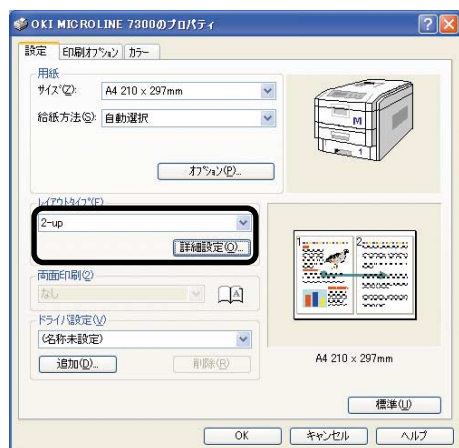 OKI MICROLINE 7300のプロパティ
設定 印刷オプション カラー
用紙
サイズ(Z): A4 210 x 297mm
給紙方法(S): 自動選択
オプション(P)...
M
1
レイアウトタイプ(F)
2-up
詳細設定(O)...
1 2
両面印刷(2)
なし
A
ドライバ設定(V)
(名称未設定)
追加(D)... 削除(R)
A4 210 x 297mm
標準(U)
OK キャンセル ヘルプ